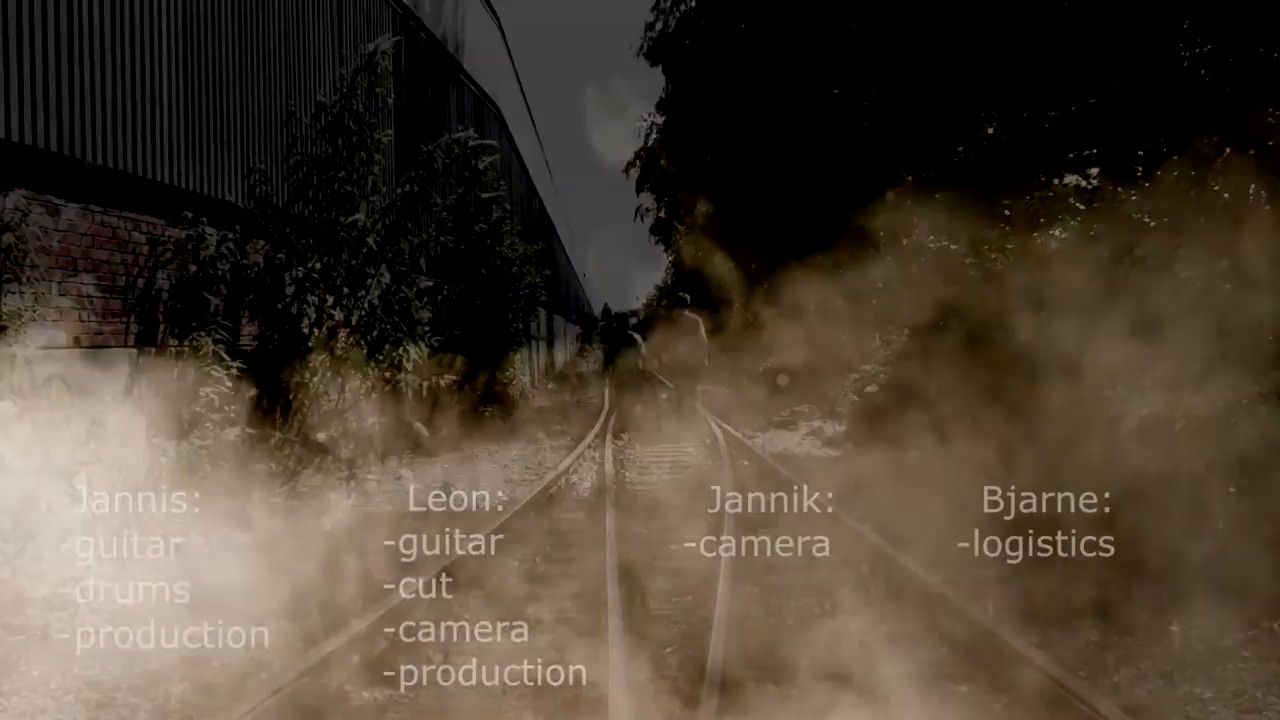 Jannis:
-guitar
-drums
-production
Leon:
-guitar
-cut
-camera
-production
Jannik:
-camera
Bjarne:
-logistics